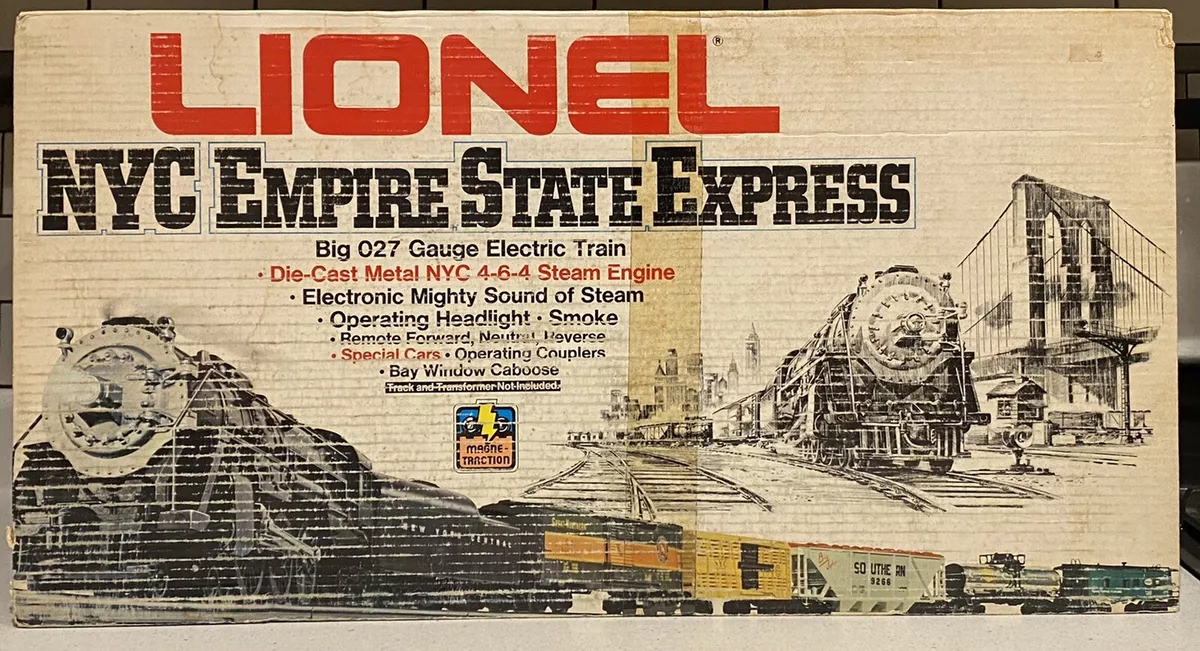 LIONEL®
NYC EMPIRE STATE EXPRESS
Big 027 Gauge Electric Train
• Die-Cast Metal NYC 4-6-4 Steam Engine
• Electronic Mighty Sound of Steam
• Operating Headlight • Smoke
• Remote Forward, Neutral, Reverse
• Special Cars • Operating Couplers
• Bay Window Caboose
Track and Transformer Not Included.
MAGNE-
TRACTION
SOUTHERN
9266